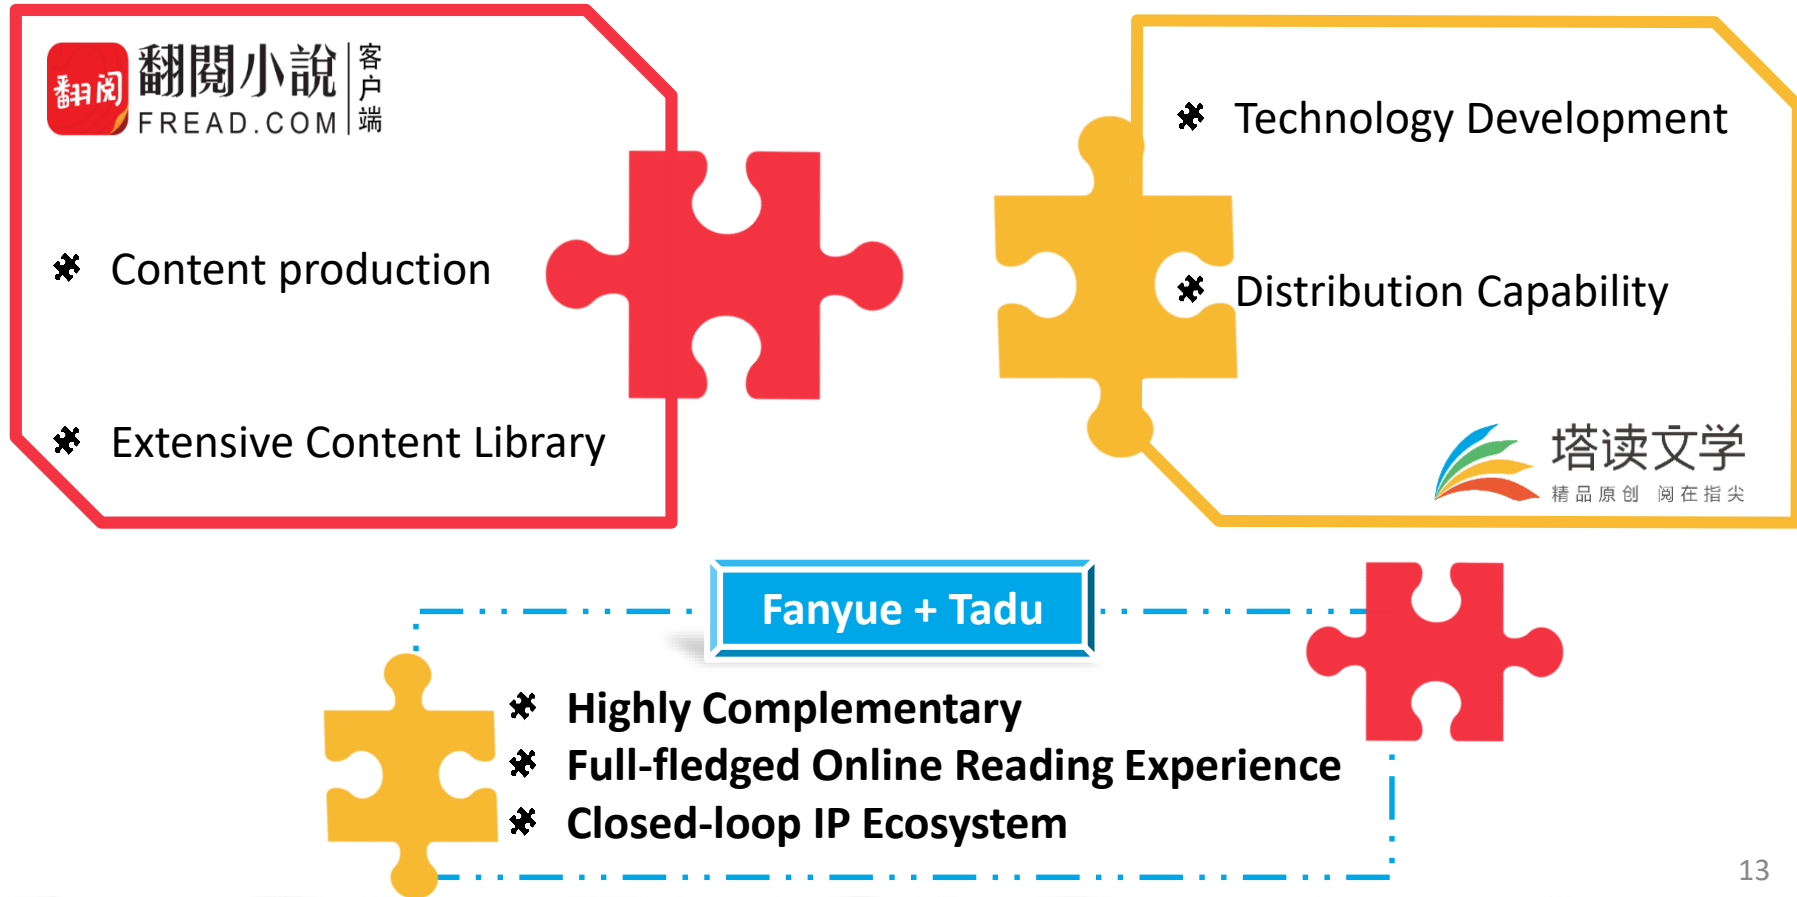 翻阅
翻閱小說
FREAD.COM
客户端
Content production
Extensive Content Library
Technology Development
Distribution Capability
塔读文学
精品原创 阅在指尖
Fanyue + Tadu
Highly Complementary
Full-fledged Online Reading Experience
Closed-loop IP Ecosystem
13